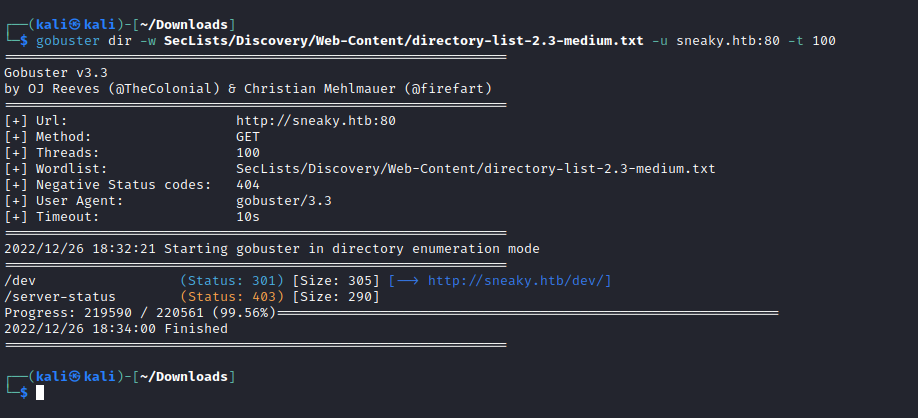 ┌──(kali㉿kali)-[~/Downloads]
└─$ gobuster dir -w SecLists/Discovery/Web-Content/directory-list-2.3-medium.txt -u sneaky.htb:80 -t 100
===============================================================
Gobuster v3.3
by OJ Reeves (@TheColonial) & Christian Mehlmauer (@firefart)
===============================================================
[+] Url:                     http://sneaky.htb:80
[+] Method:                  GET
[+] Threads:                 100
[+] Wordlist:                SecLists/Discovery/Web-Content/directory-list-2.3-medium.txt
[+] Negative Status codes:   404
[+] User Agent:              gobuster/3.3
[+] Timeout:                 10s
===============================================================
2022/12/26 18:32:21 Starting gobuster in directory enumeration mode
===============================================================
/dev                  (Status: 301) [Size: 305] [--> http://sneaky.htb/dev/]
/server-status        (Status: 403) [Size: 290]
Progress: 219590 / 220561 (99.56%)===============================================================
2022/12/26 18:34:00 Finished
===============================================================
┌──(kali㉿kali)-[~/Downloads]
└─$